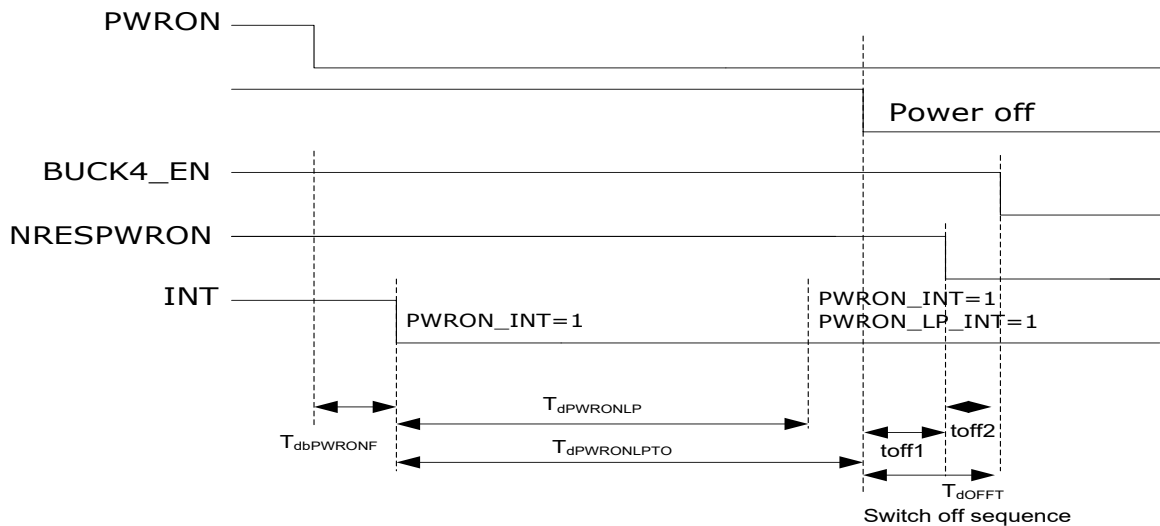 PWRON
Power off
BUCK4_EN
NRESPWRON
INT
PWRON_INT=1
PWRON_INT=1
PWRON_LP_INT=1
TdPWRONLP
TdbPWRONF
TdPWRONLPTO
toff1
toff2
TdOFFT
Switch off sequence